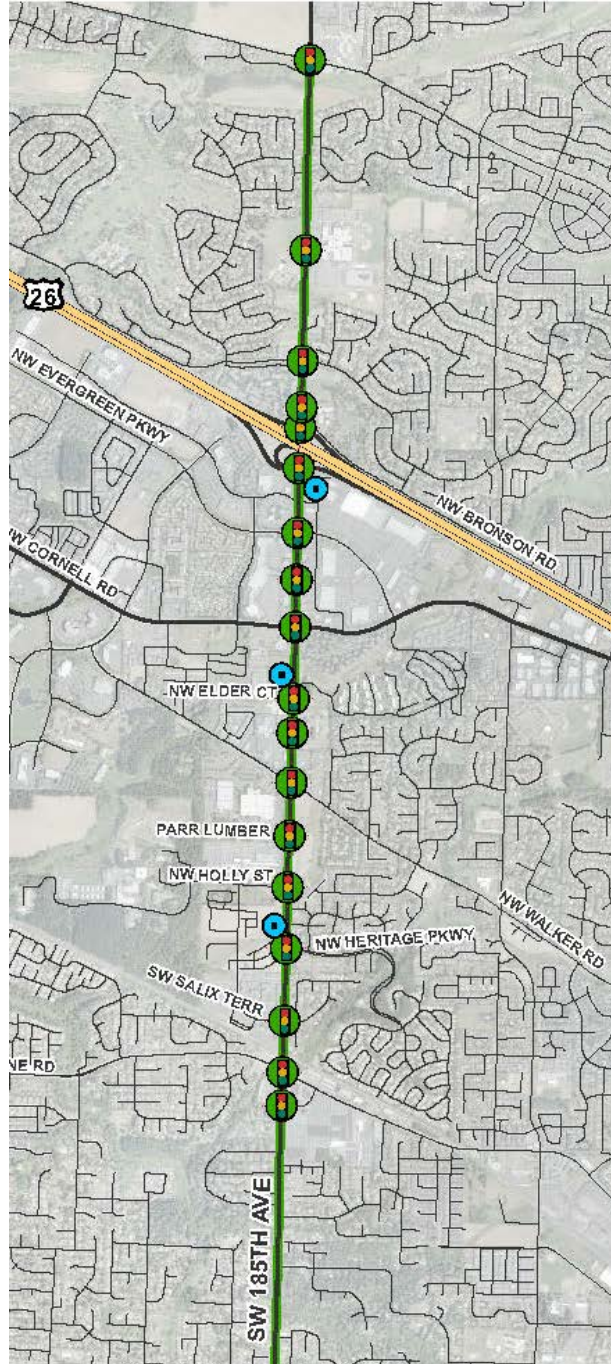 26
NW EVERGREEN PKWY
NW BRONSON RD
NW CORNELL RD
NW ELDER CT
PARR LUMBER
NW HOLLY ST
NW WALKER RD
NW HERITAGE PKWY
SW SALIX TERR
NE RD
SW 185TH AVE